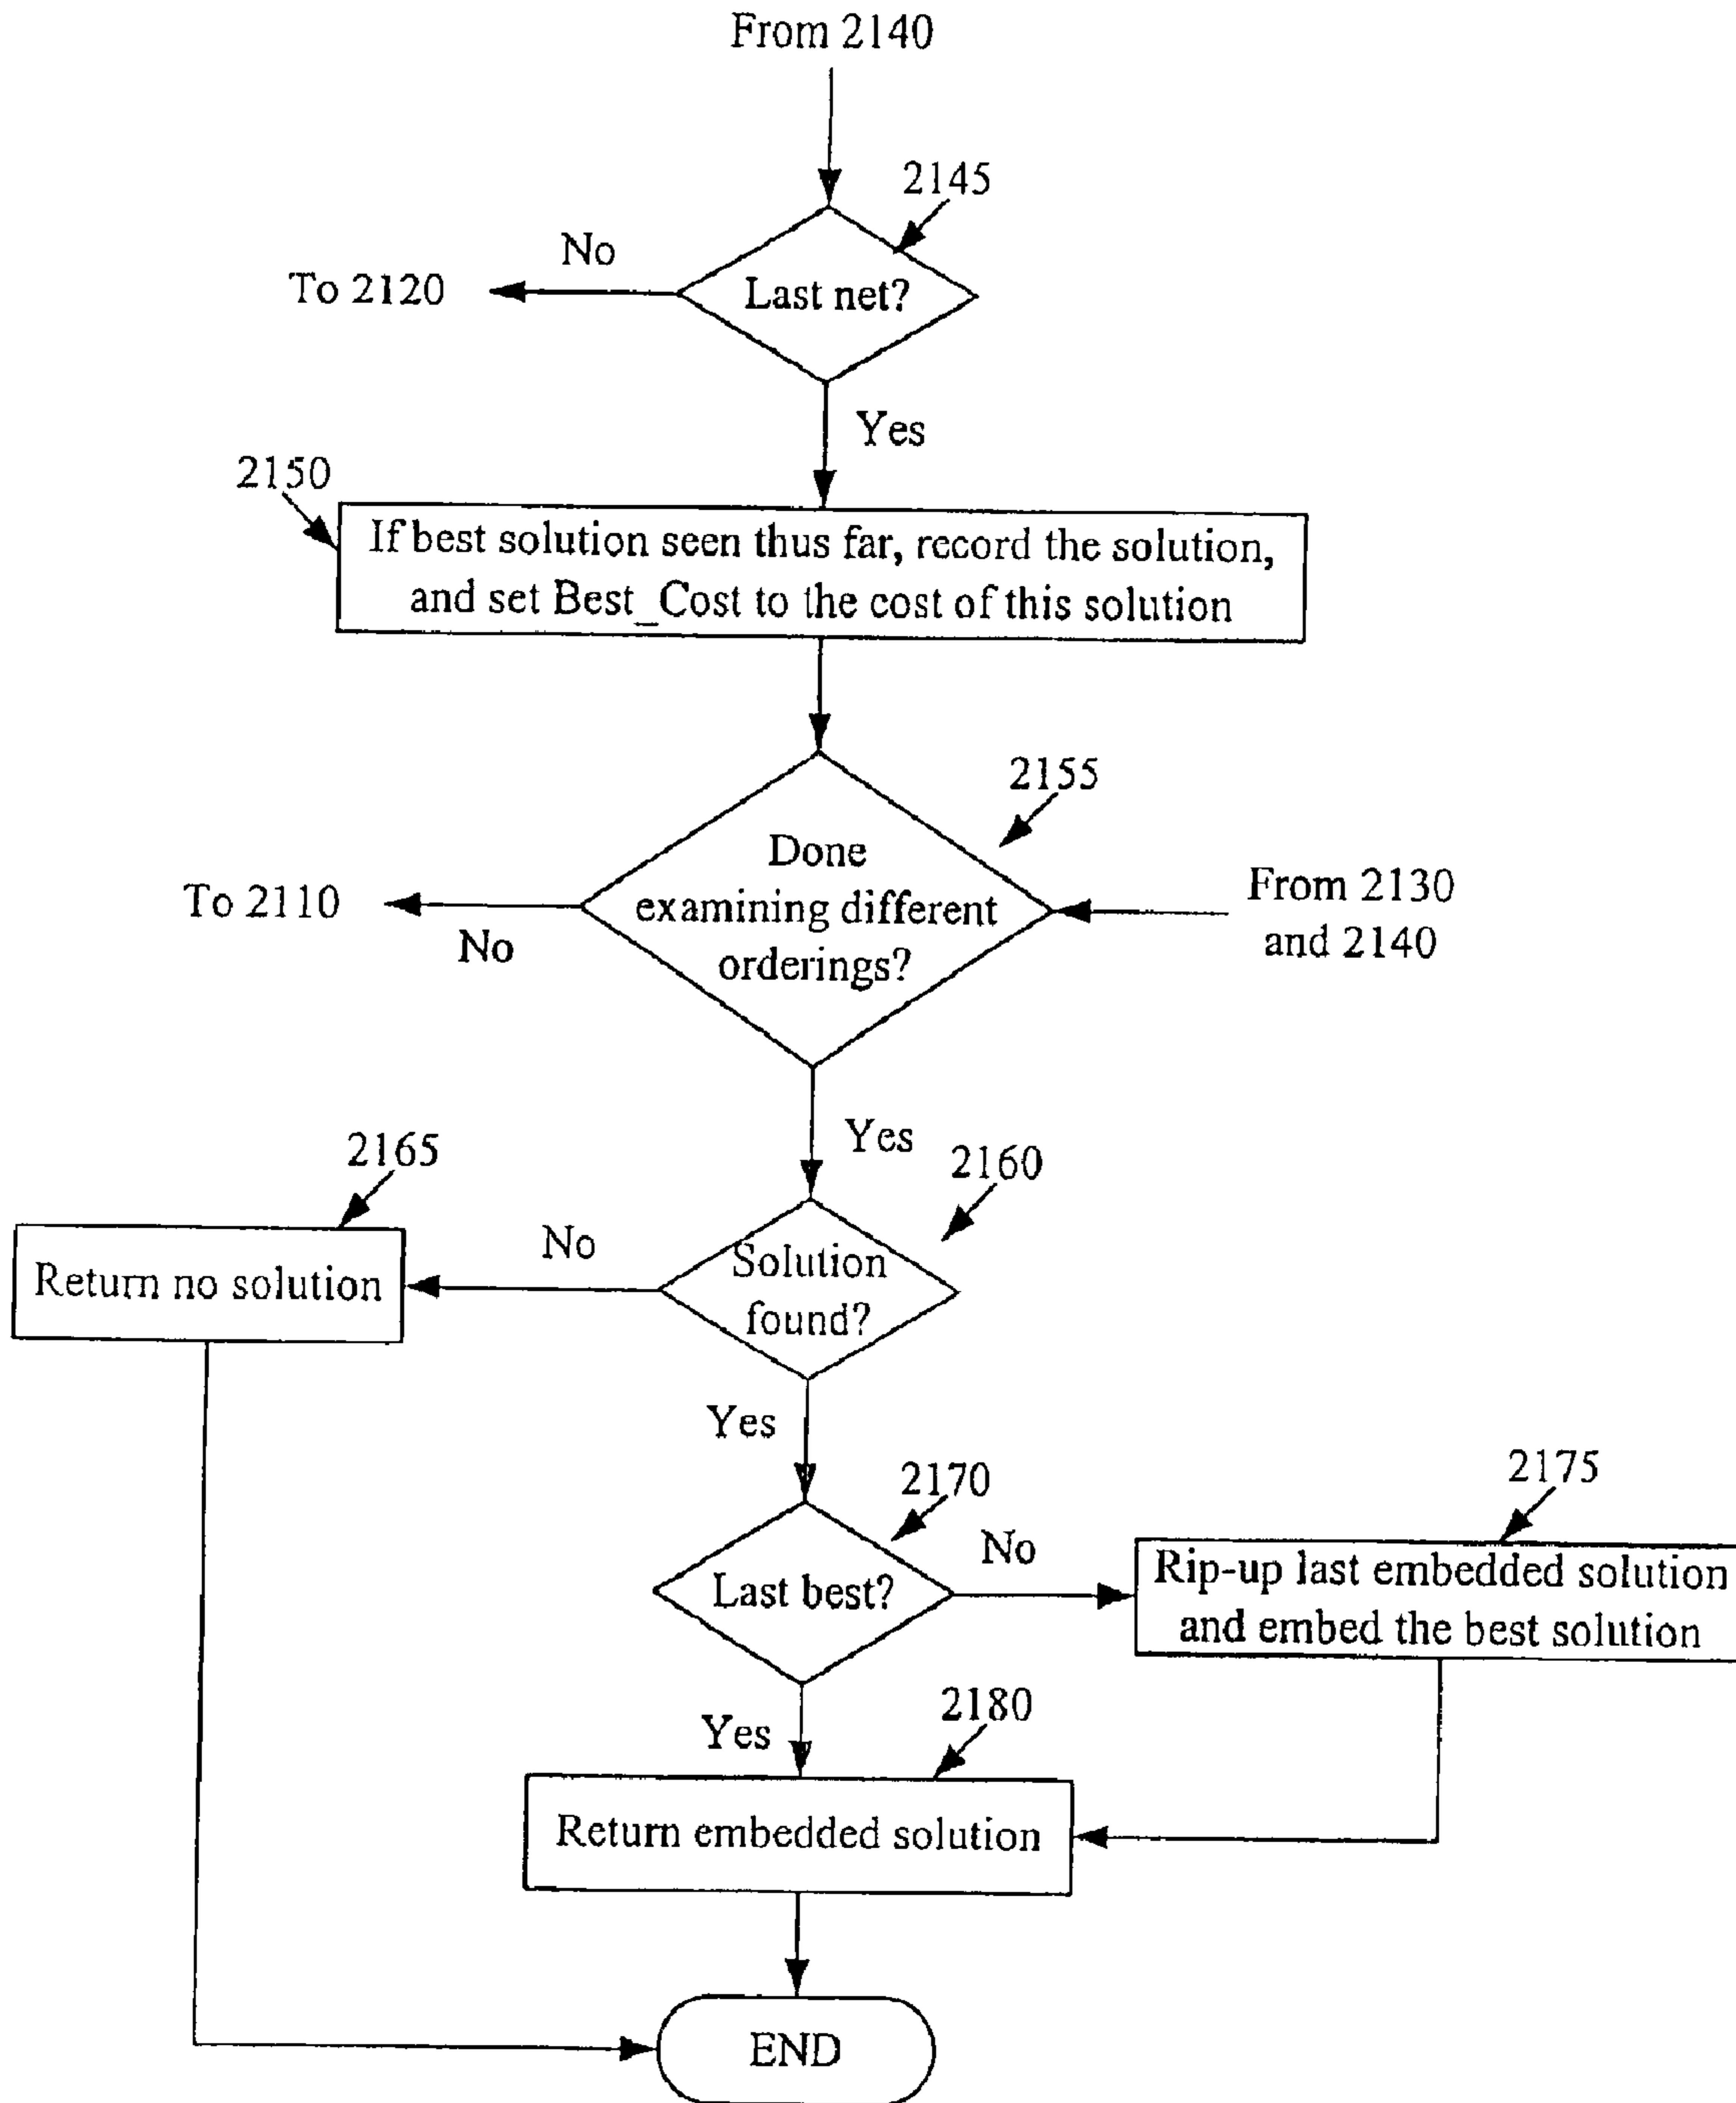 From 2140
2145
No
To 2120
Last net?
Yes
2150
If best solution seen thus far, record the solution,
and set Best_Cost to the cost of this solution
2155
Done
examining different
orderings?
To 2110
No
From 2130
and 2140
Yes
2165
2160
No
Return no solution
Solution
found?
Yes
2170
2175
No
Last best?
Rip-up last embedded solution
and embed the best solution
2180
Yes
Return embedded solution
END